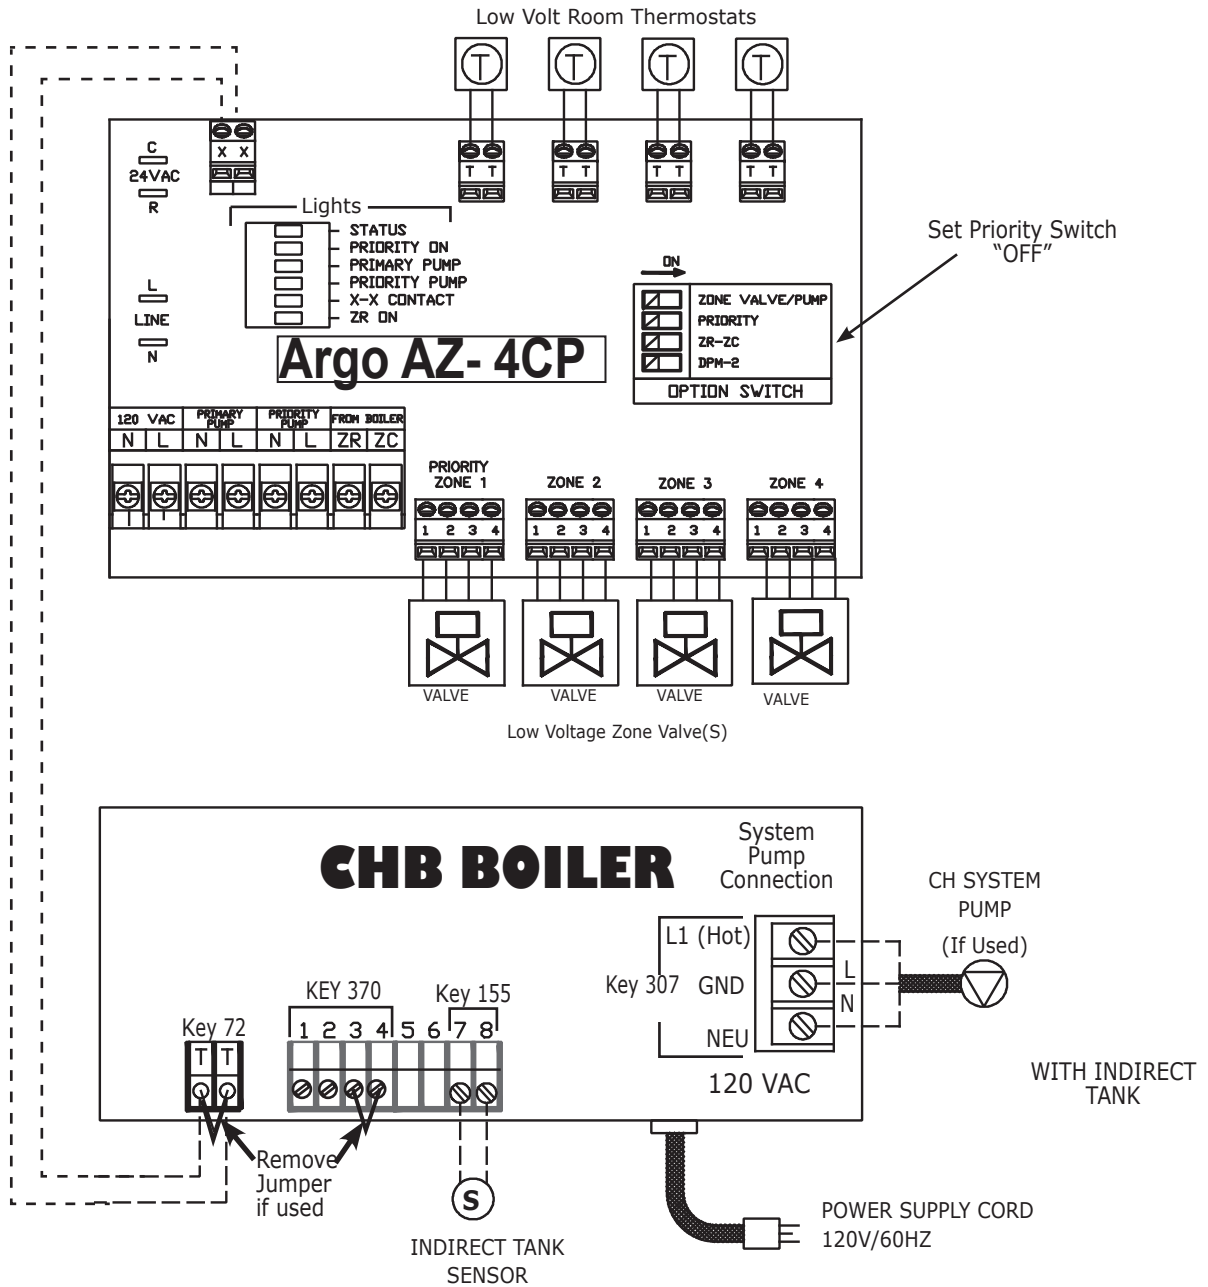 Low Volt Room Thermostats
T T T T
X X
T T
T T
T T
T T
C
24VAC
R
Lights
STATUS
PRIORITY ON
PRIMARY PUMP
PRIORITY PUMP
X-X CONTACT
ZR ON
L
LINE
N
Set Priority Switch
“OFF”
ON
ZONE VALVE/PUMP
PRIORITY
ZR-ZC
DPM-2
OPTION SWITCH
Argo AZ- 4CP
120 VAC
PRIMARY
PUMP
PRIORITY
PUMP
FROM BOILER
N L N L N L ZR ZC
PRIORITY
ZONE 1
ZONE 2
ZONE 3
ZONE 4
1 2 3 4
1 2 3 4
1 2 3 4
1 2 3 4
VALVE
VALVE
VALVE
VALVE
Low Voltage Zone Valve(S)
CHB BOILER
System
Pump
Connection
CH SYSTEM
PUMP
(If Used)
L1 (Hot)
Key 307
GND
NEU
L
N
120 VAC
Key 72
T T
KEY 370
Key 155
1 2 3 4 5 6 7 8
WITH INDIRECT
TANK
Remove
Jumper
if used
S
INDIRECT TANK
SENSOR
POWER SUPPLY CORD
120V/60HZ